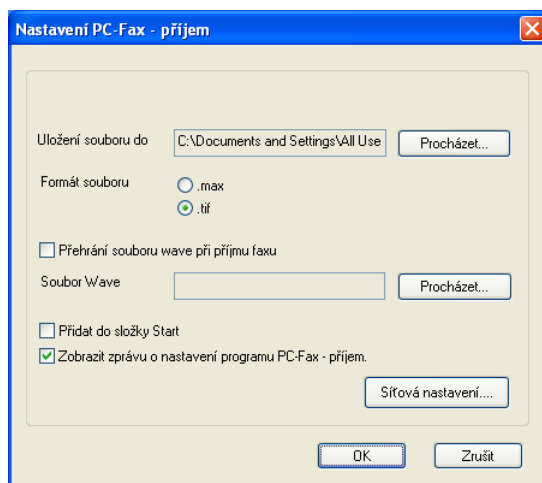 Nastavení PC-Fax - příjem
Uložení souboru do C:\Documents and Settings\All Use Procházet...
Formát souboru .max
.tif
Přehrání souboru wave při příjmu faxu
Soubor Wave Procházet...
Přidat do složky Start
Zobrazit zprávu o nastavení programu PC-Fax - příjem.
Síťová nastavení....
OK Zrušit